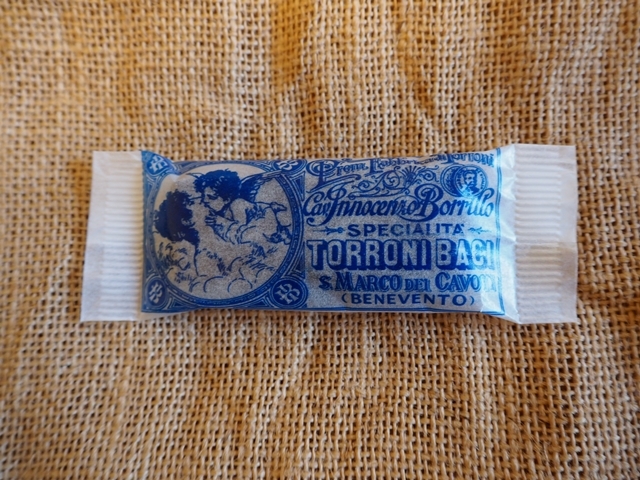 Cav. Innocenzo Borrillo
SPECIALITÀ
TORRONI BACI
S. MARCO DEI CAVOTI
(BENEVENTO)